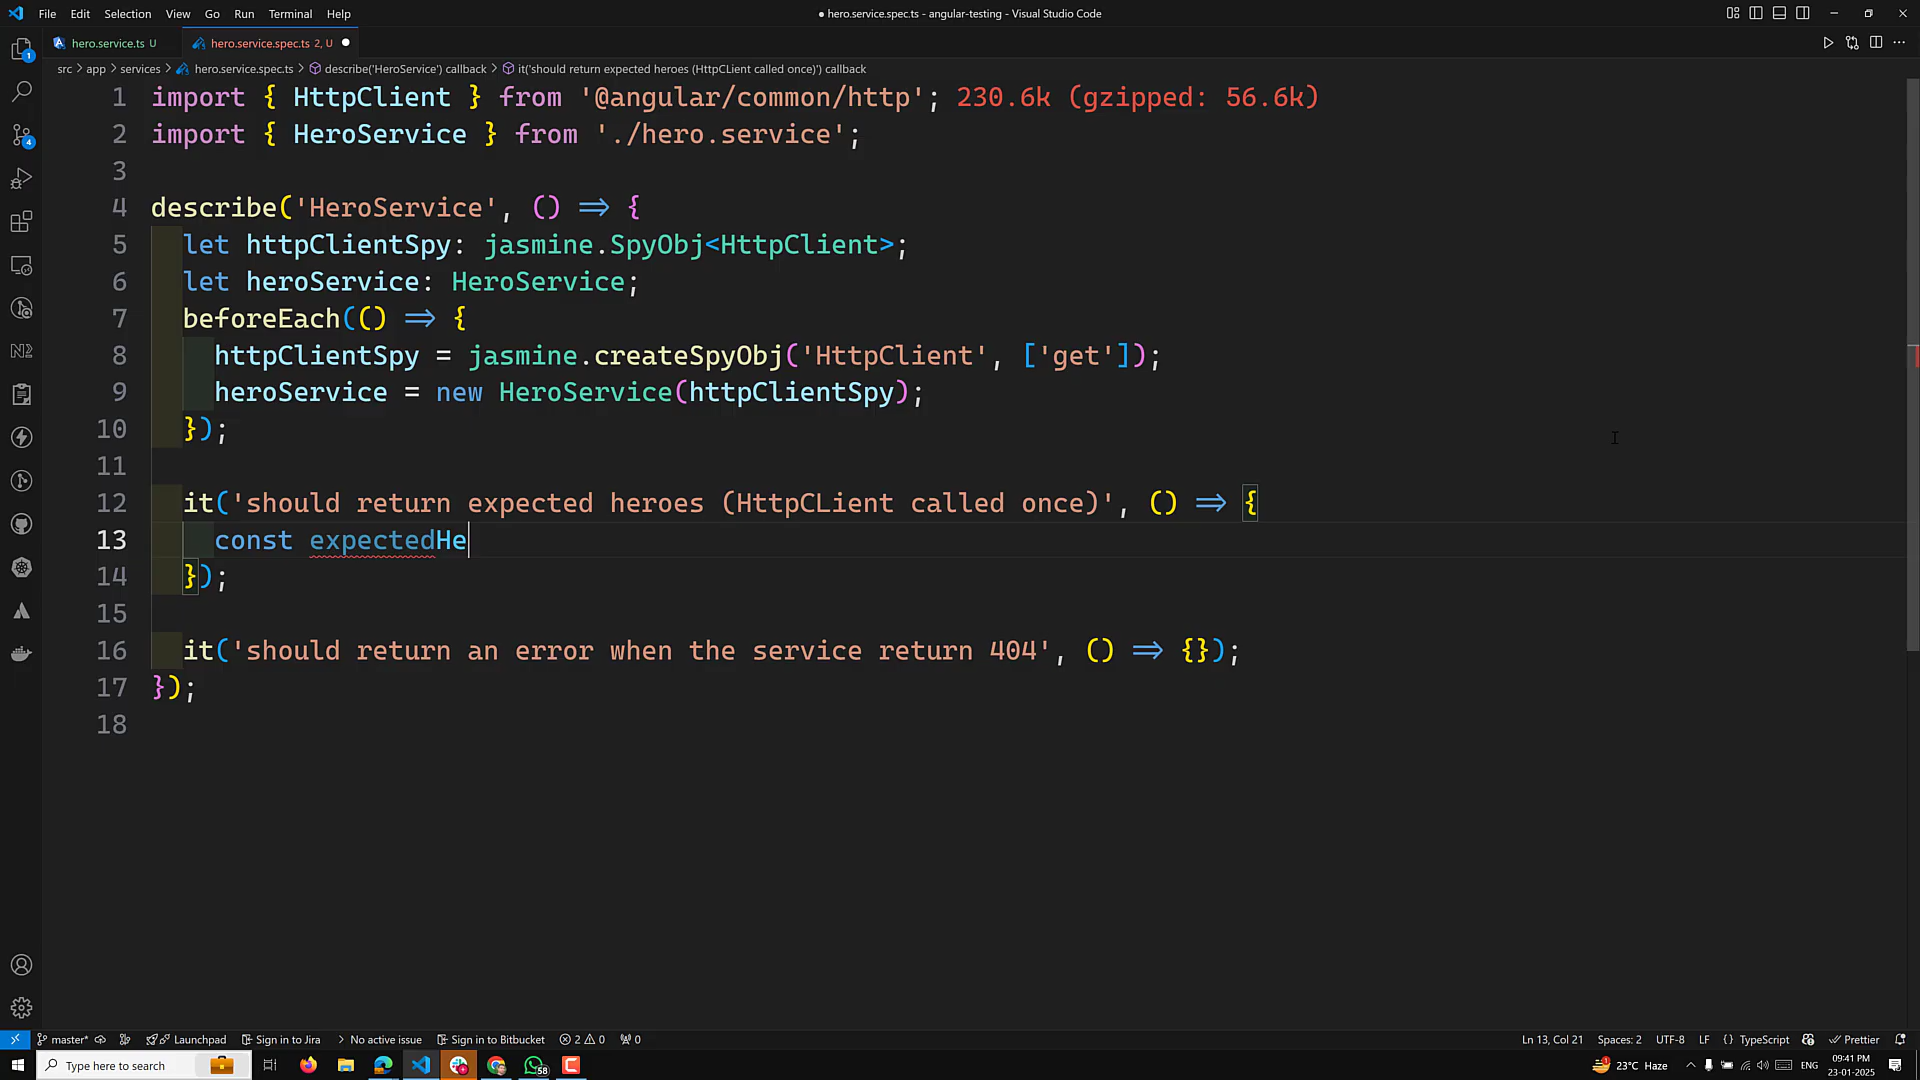 File Edit Selection View Go Run Terminal Help
● hero.service.spec.ts - angular-testing - Visual Studio Code
hero.service.ts U
hero.service.spec.ts 2, U ●
src > app > services > hero.service.spec.ts > describe('HeroService') callback > it('should return expected heroes (HttpCLient called once)') callback
1 import { HttpClient } from '@angular/common/http'; 230.6k (gzipped: 56.6k)
2 import { HeroService } from './hero.service';
3
4 describe('HeroService', () => {
5 let httpClientSpy: jasmine.SpyObj<HttpClient>;
6 let heroService: HeroService;
7 beforeEach(() => {
8 httpClientSpy = jasmine.createSpyObj('HttpClient', ['get']);
9 heroService = new HeroService(httpClientSpy);
10 });
11
12 it('should return expected heroes (HttpCLient called once)', () => {
13 const expectedHe
14 });
15
16 it('should return an error when the service return 404', () => {});
17 });
18
master* Launchpad Sign in to Jira > No active issue Sign in to Bitbucket 2 0 0 Ln 13, Col 21 Spaces: 2 UTF-8 LF {} TypeScript Prettier
Type here to search 58 23°C Haze ENG 09:41 PM 23-01-2025